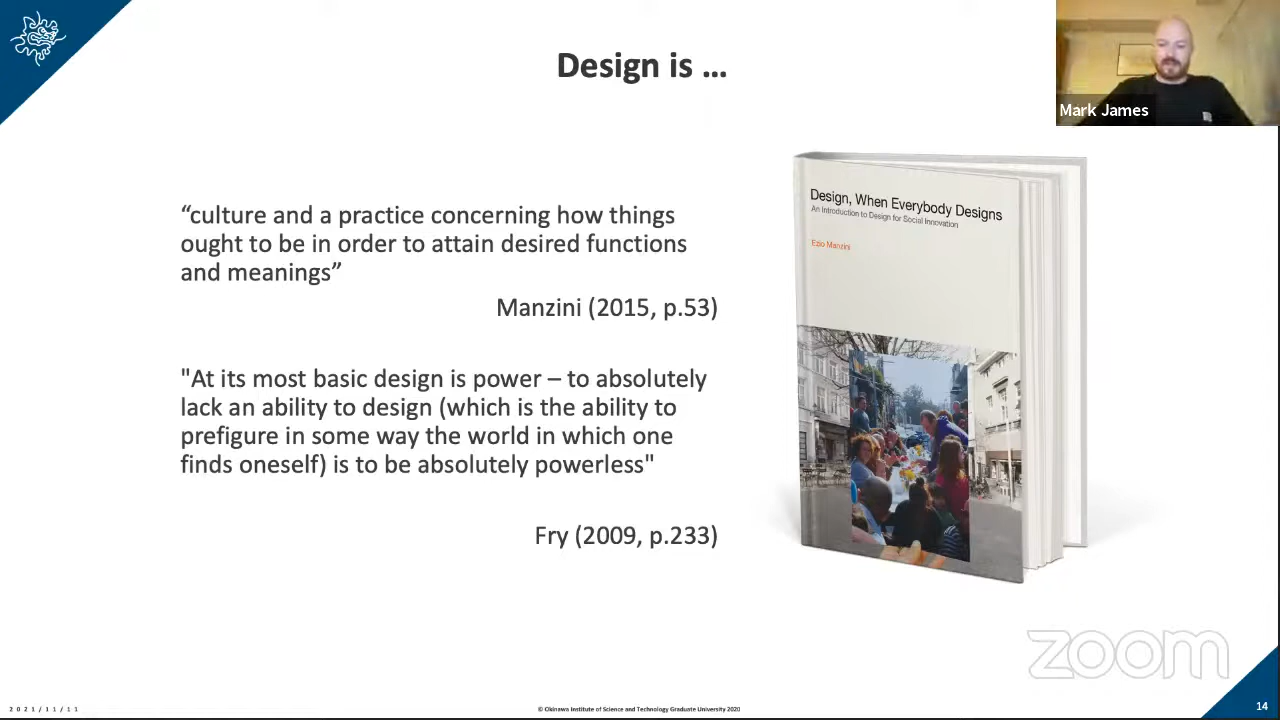 Design is …
Mark James
“culture and a practice concerning how things
ought to be in order to attain desired functions
and meanings”
Manzini (2015, p.53)
"At its most basic design is power – to absolutely
lack an ability to design (which is the ability to
prefigure in some way the world in which one
finds oneself) is to be absolutely powerless"
Fry (2009, p.233)
Design, When Everybody Designs
An Introduction to Design for Social Innovation
Ezio Manzini
zoom
2021/11/11
© Okinawa Institute of Science and Technology Graduate University 2020
14